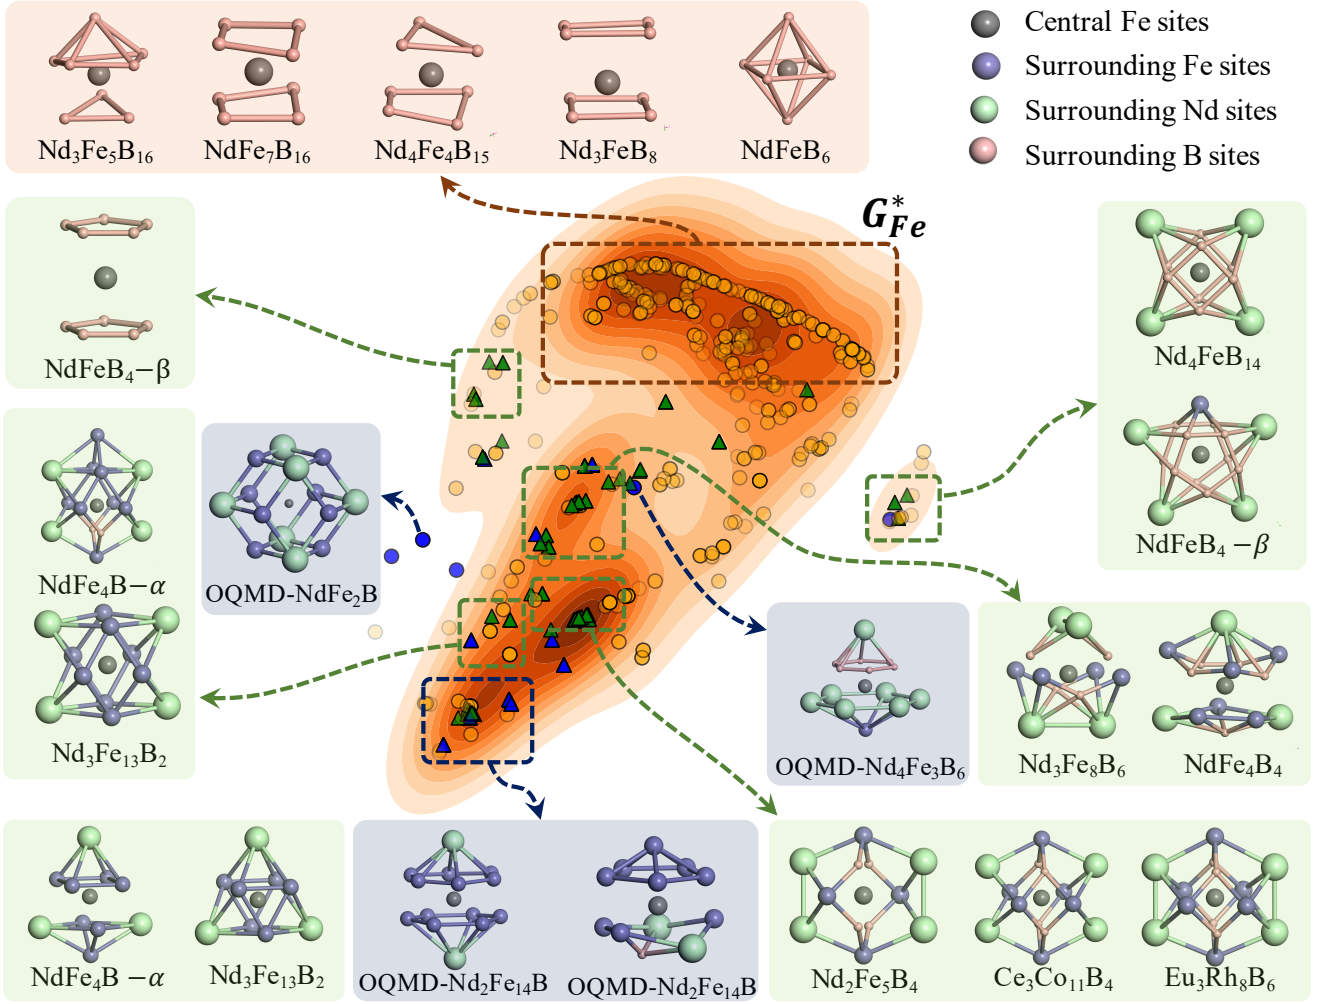 Central Fe sites
Surrounding Fe sites
Surrounding Nd sites
Surrounding B sites
Nd₃Fe₅B₁₆
NdFe₇B₁₆
Nd₄Fe₄B₁₅
Nd₃FeB₈
NdFeB₆
G*Fe
NdFeB₄−β
Nd₄FeB₁₄
NdFeB₄ −β
NdFe₄B−α
OQMD-NdFe₂B
Nd₃Fe₁₃B₂
OQMD-Nd₄Fe₃B₆
Nd₃Fe₈B₆
NdFe₄B₄
NdFe₄B −α
Nd₃Fe₁₃B₂
OQMD-Nd₂Fe₁₄B
OQMD-Nd₂Fe₁₄B
Nd₂Fe₅B₄
Ce₃Co₁₁B₄
Eu₃Rh₈B₆